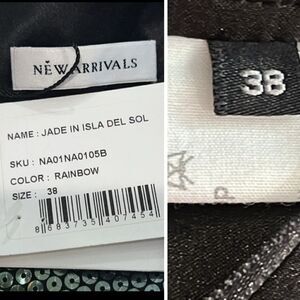 NEW ARRIVALS
NAME : JADE IN ISLA DEL SOL
SKU : NA01NA0105B
COLOR : RAINBOW
SIZE : 38
8 683735 407454
38